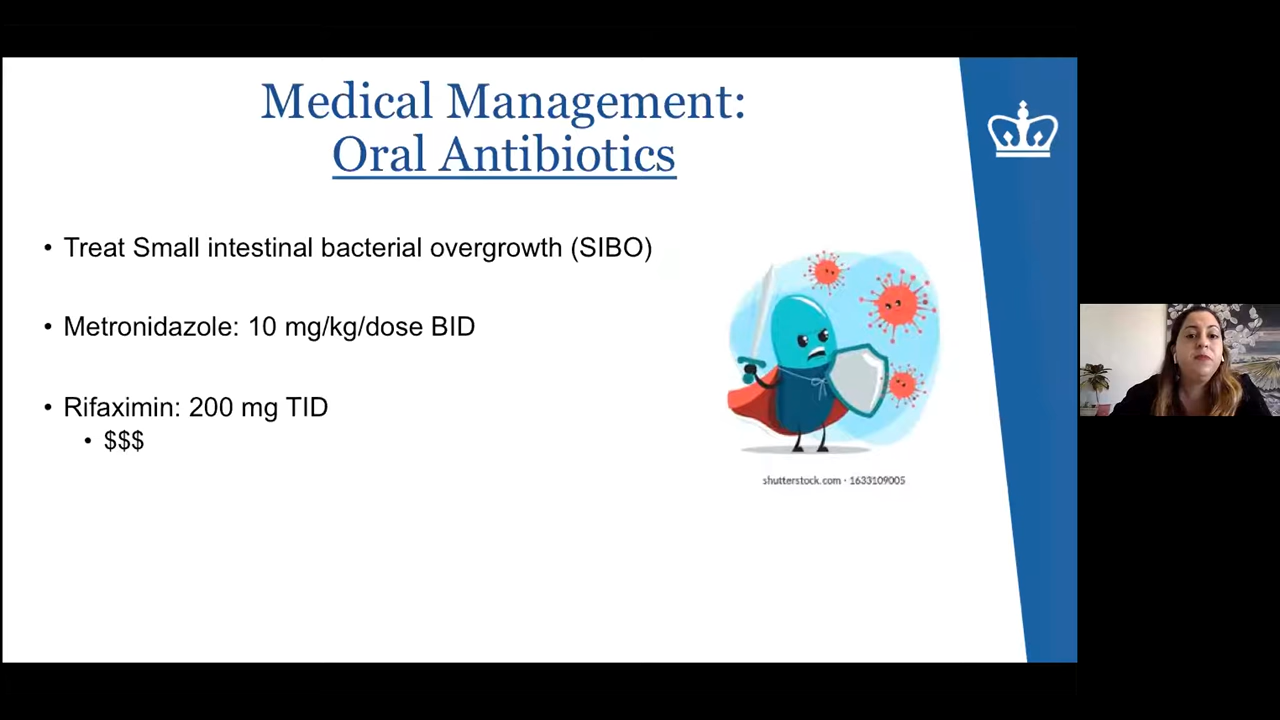 Medical Management:
Oral Antibiotics
• Treat Small intestinal bacterial overgrowth (SIBO)
• Metronidazole: 10 mg/kg/dose BID
• Rifaximin: 200 mg TID
• $$$
shutterstock.com · 1633109005